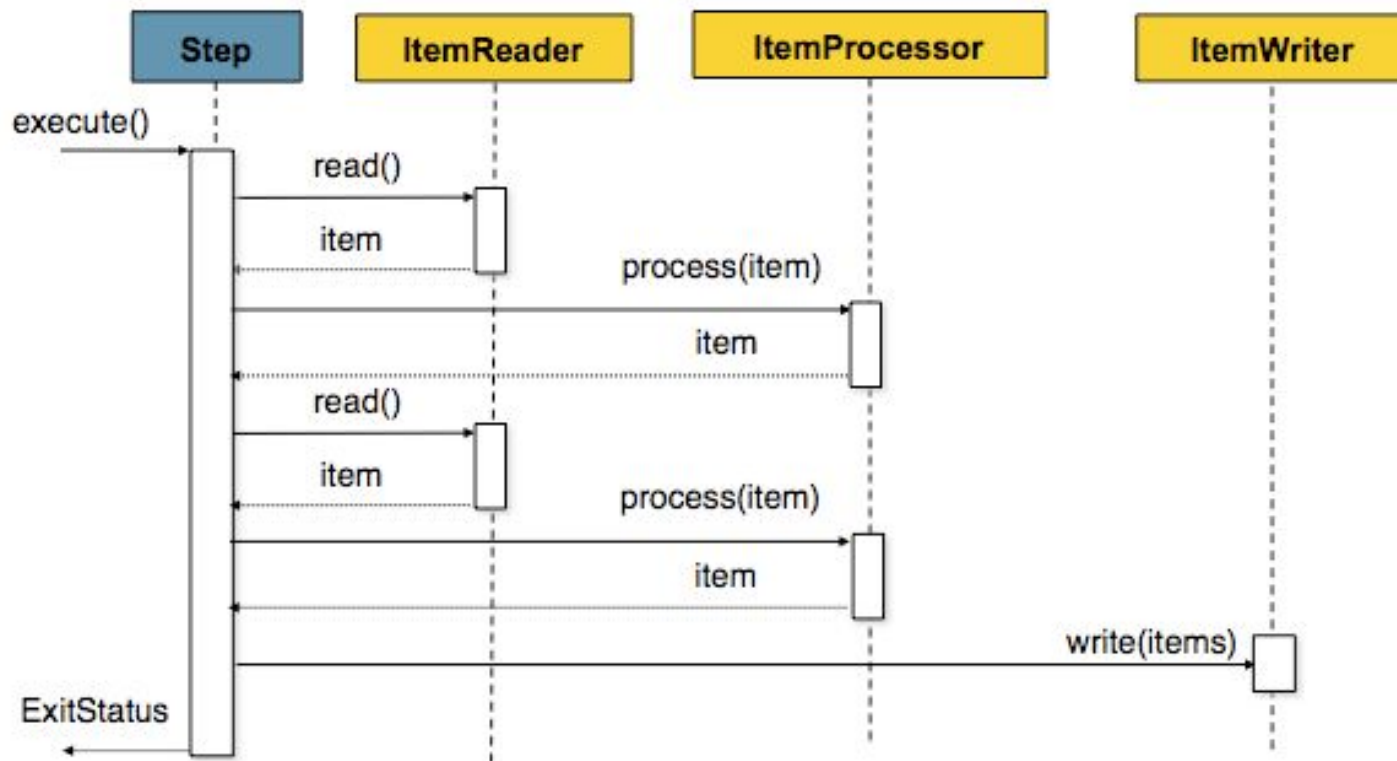 Step
ItemReader
ItemProcessor
ItemWriter
execute()
read()
item
process(item)
item
read()
item
process(item)
item
write(items)
ExitStatus